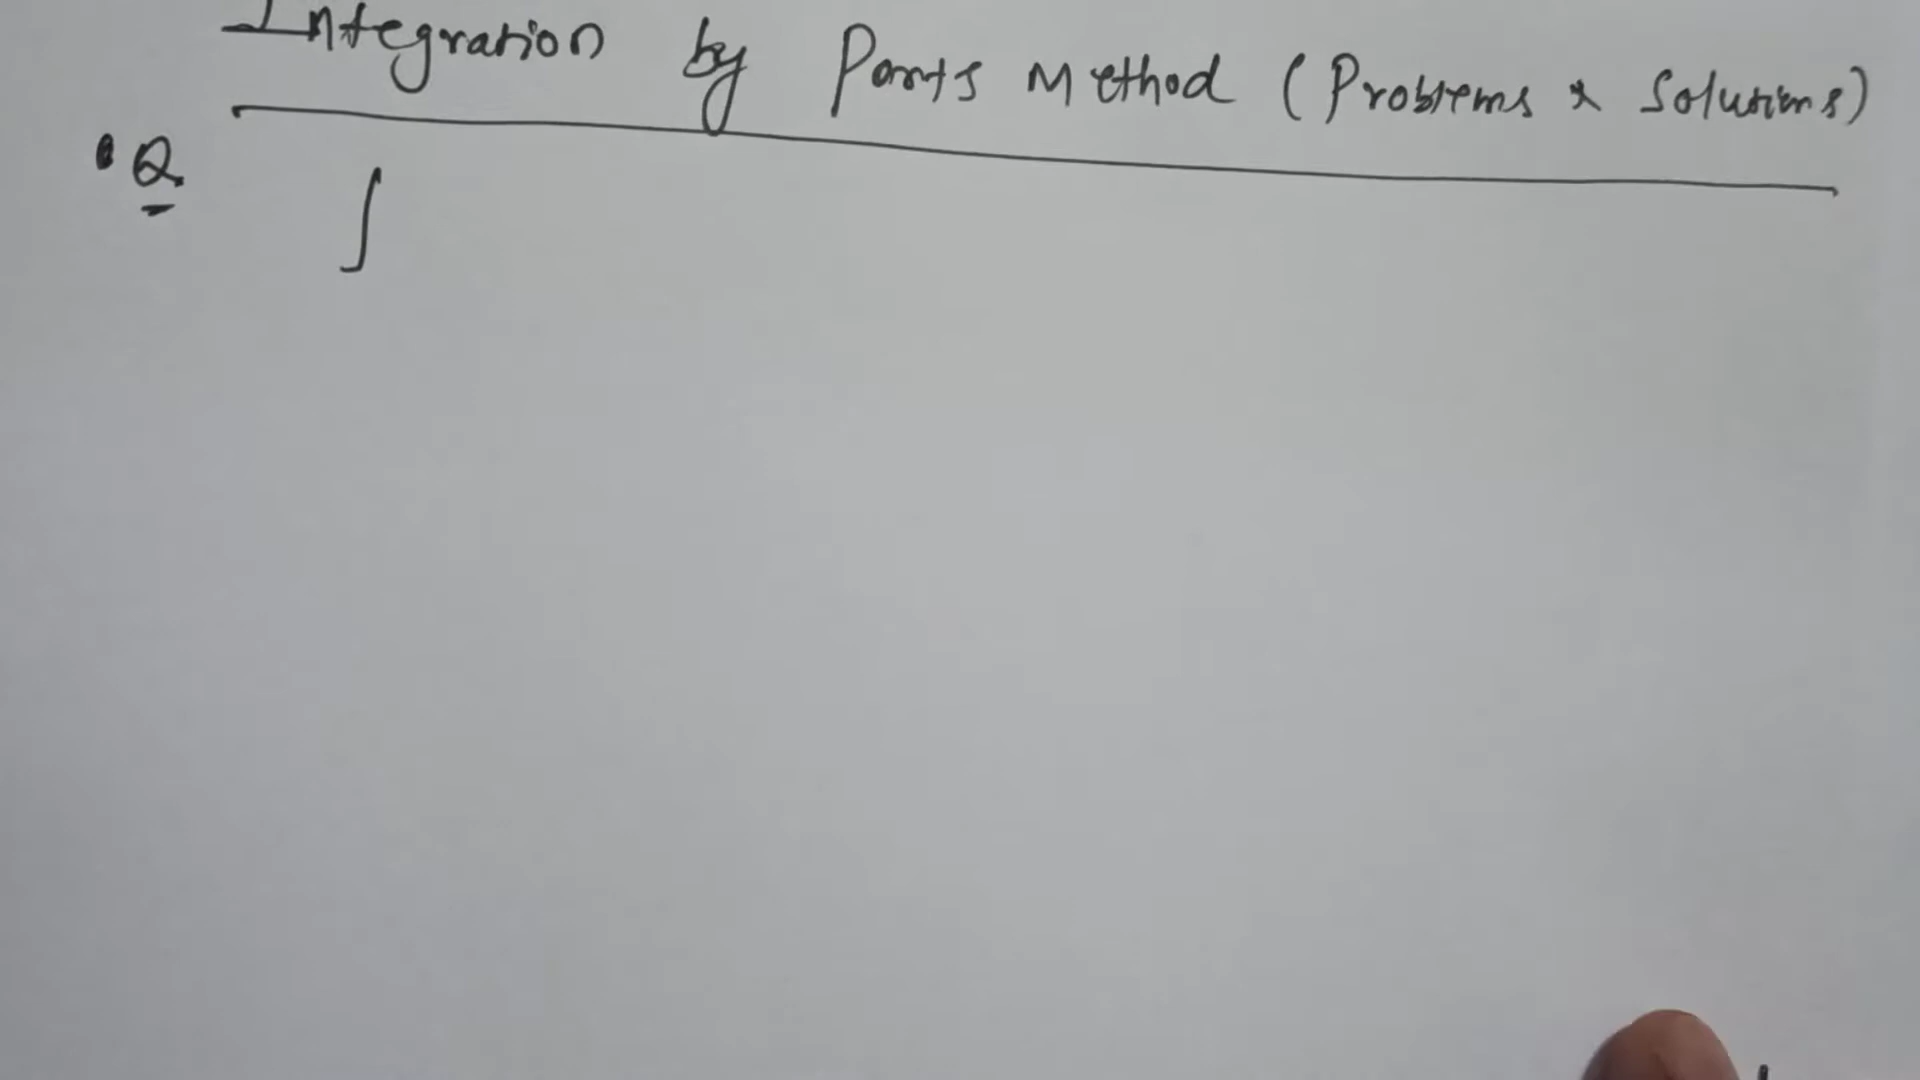 Integration by Parts Method (Problems & Solutions)
Q. ∫